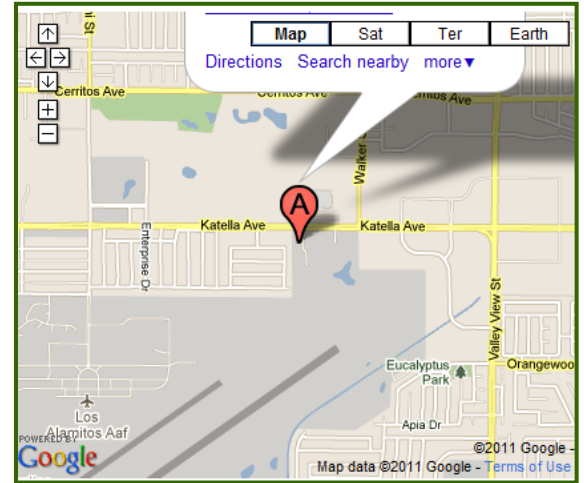 mi St
Map Sat Ter Earth
Directions Search nearby more▼
Cerritos Ave
Cerritos Ave
Walker
A
Katella Ave
Katella Ave
Enterprise Dr
Valley View St
Eucalyptus
Park
Orangewoo
Los
Alamitos Aaf
Apia Dr
POWERED BY
Google
©2011 Google -
Map data ©2011 Google - Terms of Use